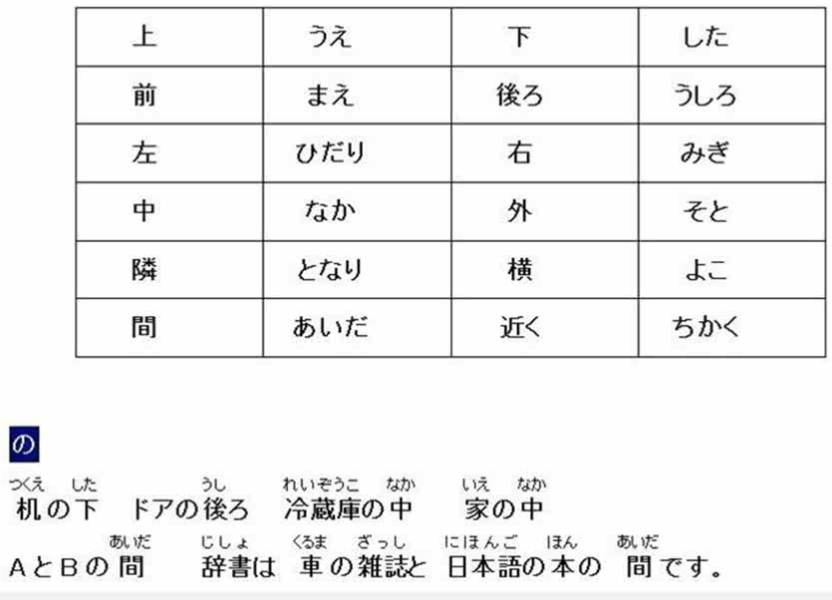 上 うえ 下 した
前 まえ 後ろ うしろ
左 ひだり 右 みぎ
中 なか 外 そと
隣 となり 横 よこ
間 あいだ 近く ちかく
の
つくえ した うし れいぞうこ なか いえ なか
机の下 ドアの後ろ 冷蔵庫の中 家の中
あいだ じしょ くるま ざっし にほんご ほん あいだ
AとBの間 辞書は 車の雑誌と 日本語の本の 間です。